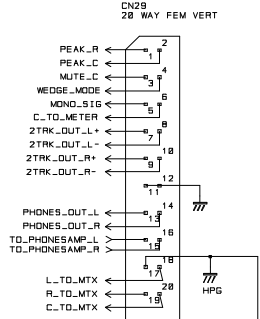 CN29
20 WAY FEM VERT
PEAK_R
1 2
PEAK_C
MUTE_C
3 4
WEDGE_MODE
MONO_SIG
5 6
C_TO_METER
2TRK_OUT_L+
7 8
2TRK_OUT_L-
2TRK_OUT_R+
9 10
2TRK_OUT_R-
11 12
PHONES_OUT_L
13 14
PHONES_OUT_R
TO_PHONESAMP_L
15 16
TO_PHONESAMP_R
17 18
L_TO_MTX
HPG
R_TO_MTX
19 20
C_TO_MTX